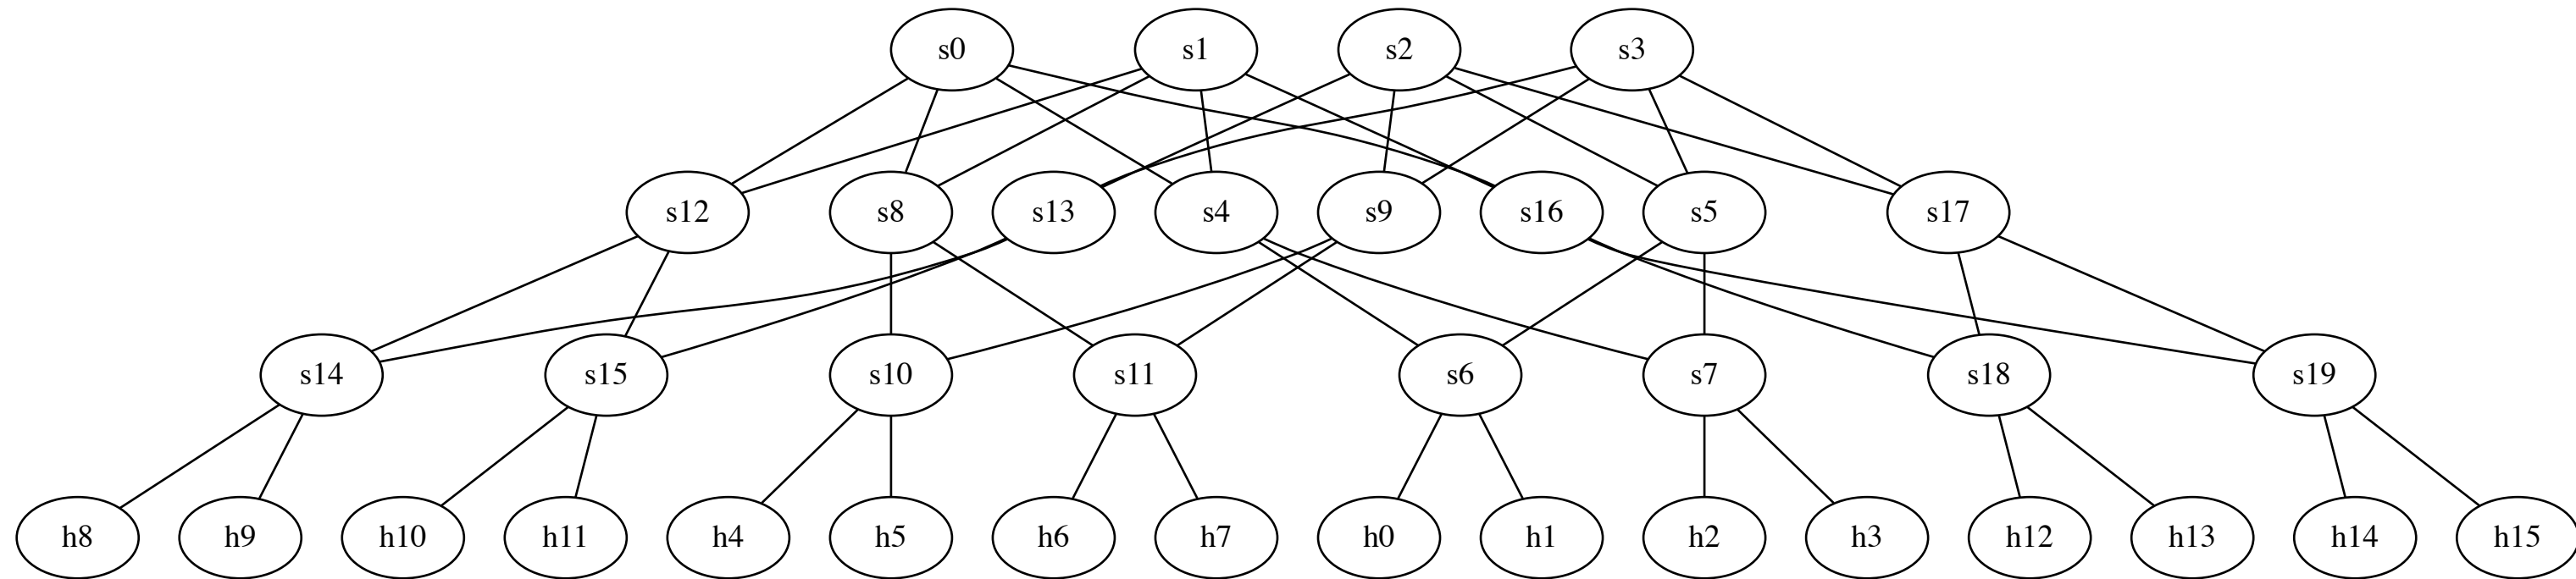 s0 s1 s2 s3
s12 s8 s13 s4 s9 s16 s5 s17
s14 s15 s10 s11 s6 s7 s18 s19
h8 h9 h10 h11 h4 h5 h6 h7 h0 h1 h2 h3 h12 h13 h14 h15